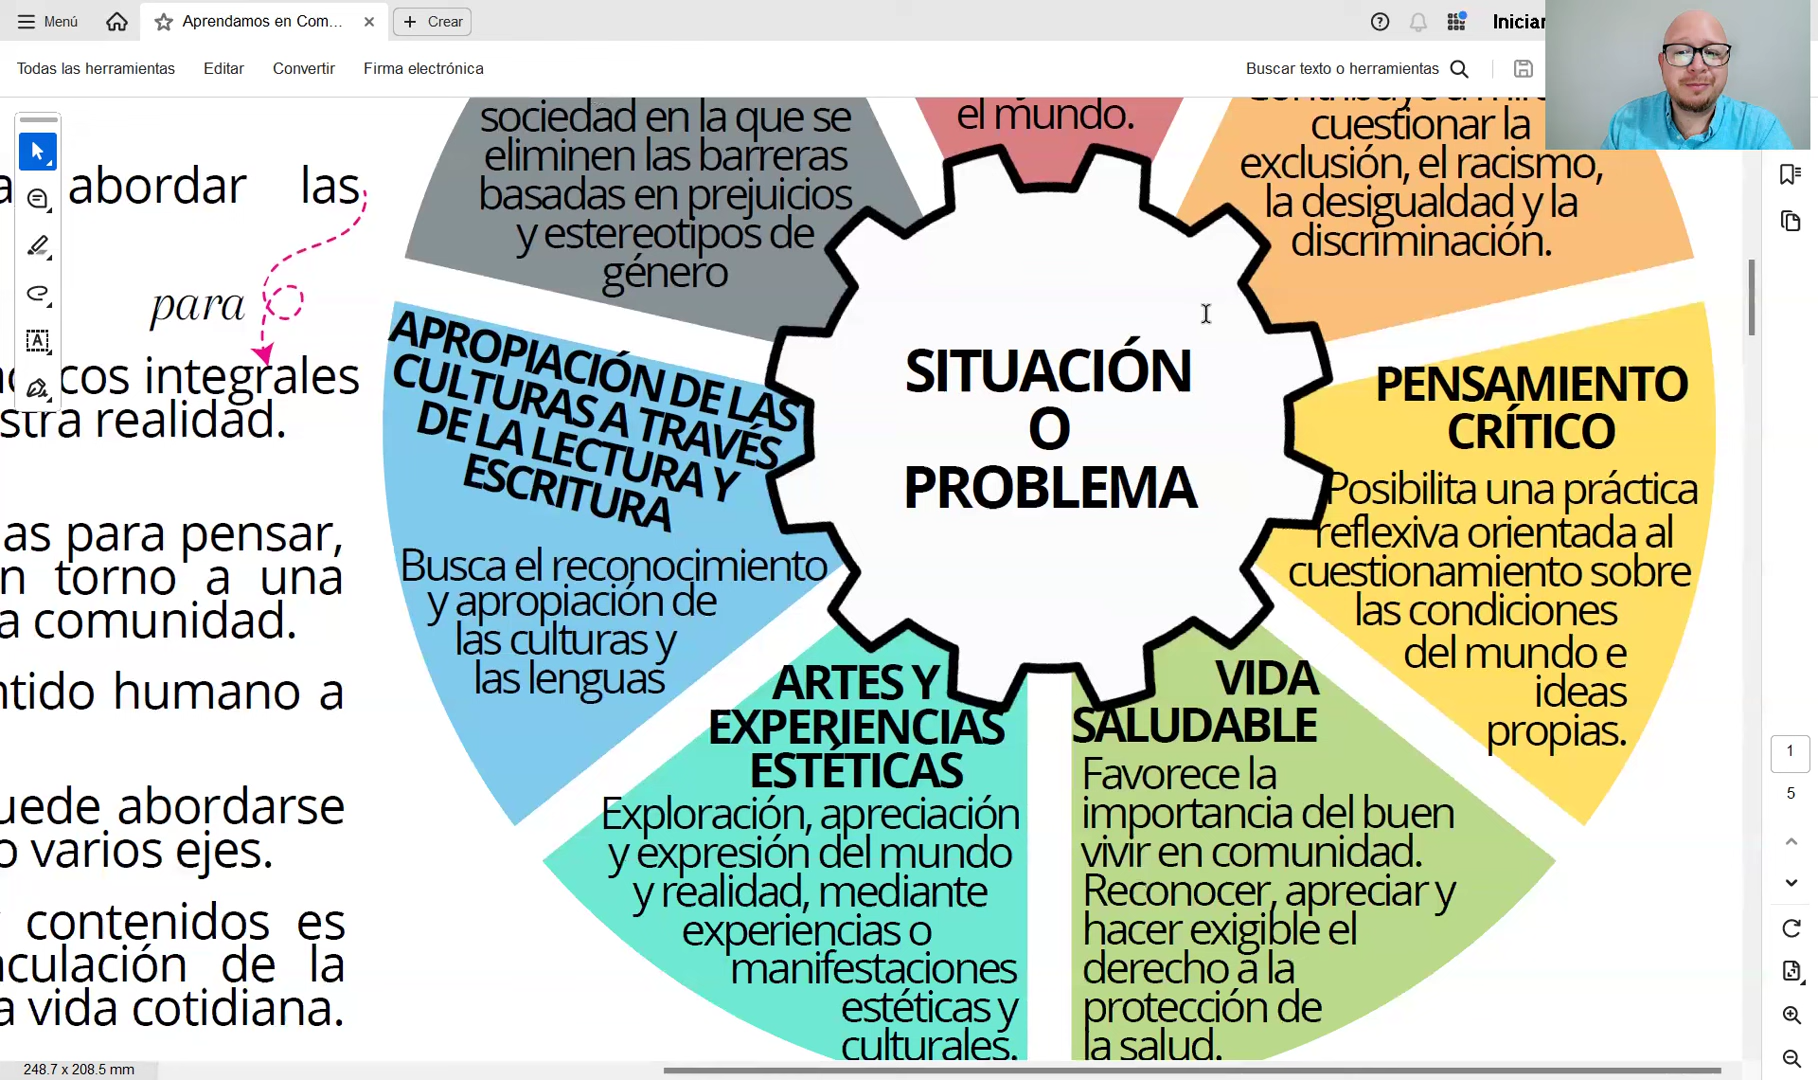 Menú
Aprendamos en Com...
Crear
Todas las herramientas
Editar
Convertir
Firma electrónica
Buscar texto o herramientas
abordar las
para
cos integrales
stra realidad.
as para pensar,
n torno a una
a comunidad.
ntido humano a
uede abordarse
o varios ejes.
contenidos es
nculación de la
a vida cotidiana.
sociedad en la que se
eliminen las barreras
basadas en prejuicios
y estereotipos de
género
el mundo.
cuestionar la
exclusión, el racismo,
la desigualdad y la
discriminación.
APROPIACIÓN DE LAS
CULTURAS A TRAVÉS
DE LA LECTURA Y
ESCRITURA
Busca el reconocimiento
y apropiación de
las culturas y
las lenguas
SITUACIÓN
O
PROBLEMA
PENSAMIENTO
CRÍTICO
Posibilita una práctica
reflexiva orientada al
cuestionamiento sobre
las condiciones
del mundo e
ideas
propias.
ARTES Y
EXPERIENCIAS
ESTÉTICAS
Exploración, apreciación
y expresión del mundo
y realidad, mediante
experiencias o
manifestaciones
estéticas y
culturales.
VIDA
SALUDABLE
Favorece la
importancia del buen
vivir en comunidad.
Reconocer, apreciar y
hacer exigible el
derecho a la
protección de
la salud.
1
5
248.7 x 208.5 mm